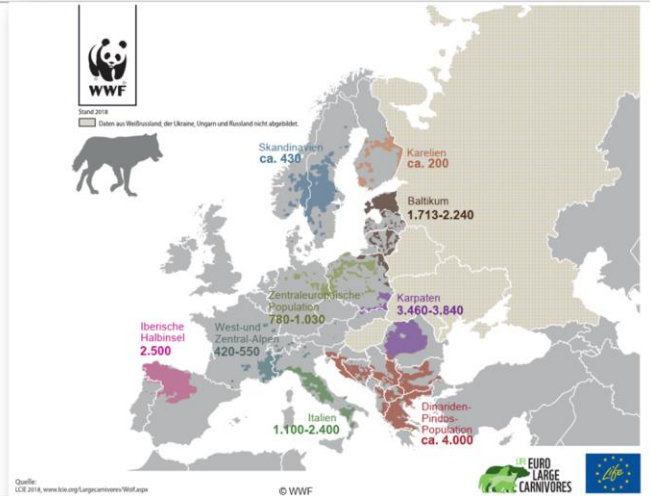 WWF
Stand 2018
Daten aus Weißrussland, der Ukraine, Ungarn und Russland nicht abgebildet.
Skandinavien
ca. 430
Karelien
ca. 200
Baltikum
1.713-2.240
Zentraleuropäische
Population
780-1.030
Karpaten
3.460-3.840
Iberische
Halbinsel
2.500
West-und
Zentral-Alpen
420-550
Italien
1.100-2.400
Dinariden-
Pindos-
Population
ca. 4.000
Quelle:
LCIE 2018, www.lcie.org/Largecarnivores/Wolf.aspx
© WWF
LIFE EURO
LARGE
CARNIVORES
Life